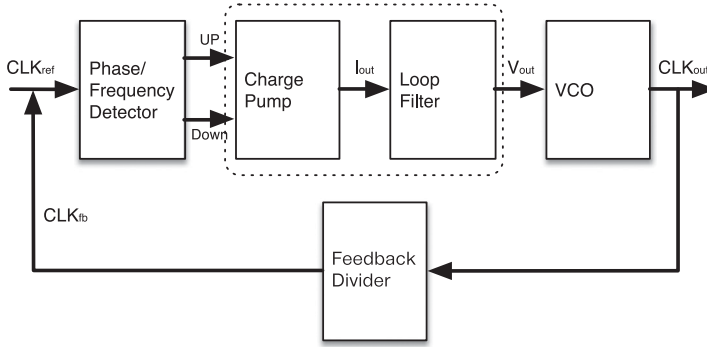 CLKref
Phase/
Frequency
Detector
UP
Down
Charge
Pump
Iout
Loop
Filter
Vout
VCO
CLKout
CLKfb
Feedback
Divider